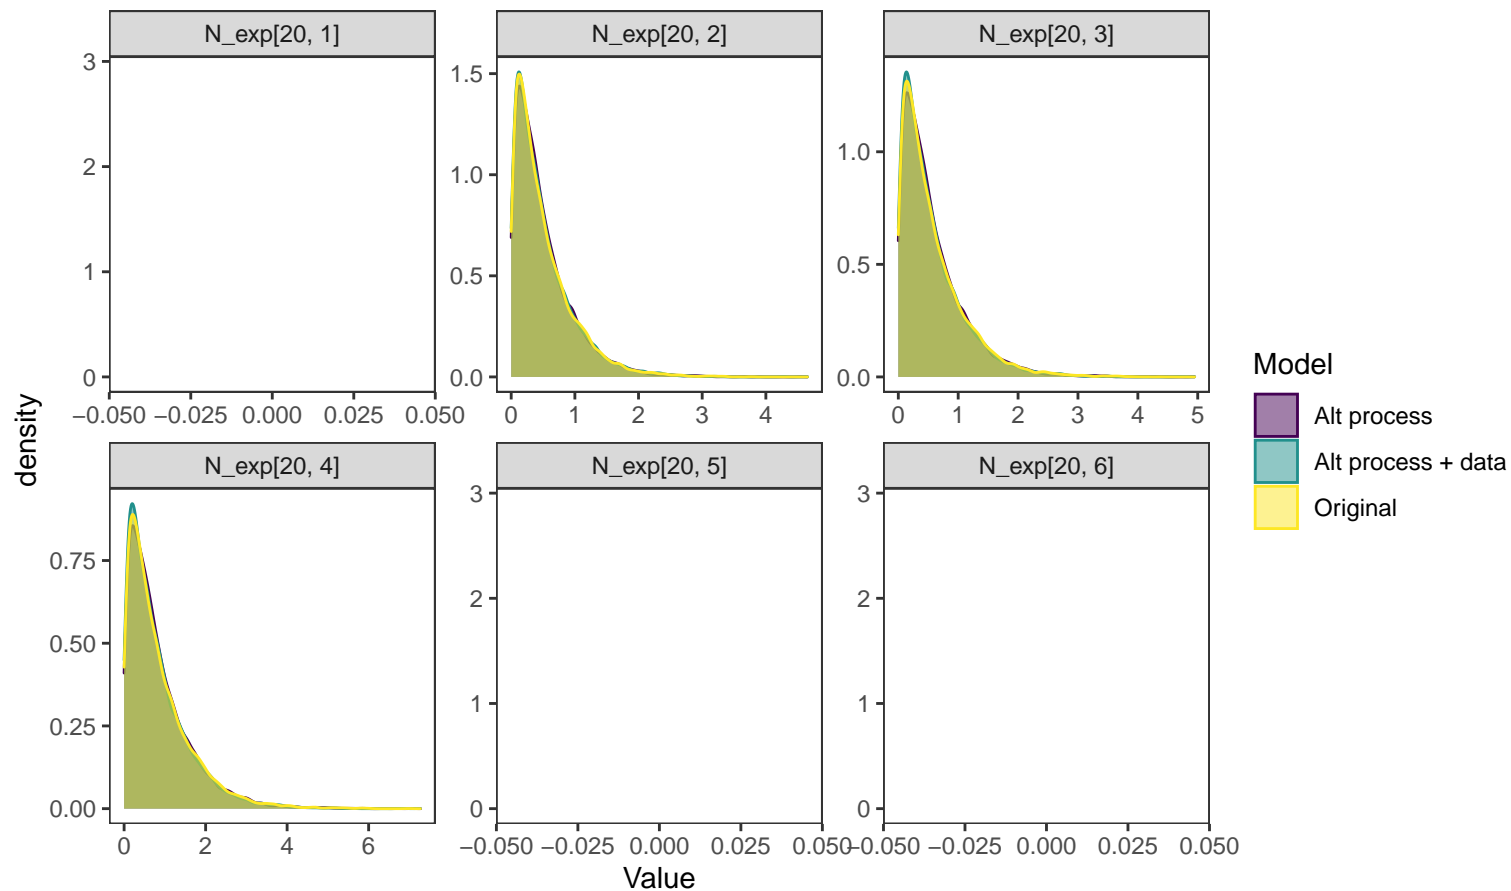 N_exp[20, 1]
N_exp[20, 2]
N_exp[20, 3]
3
2
1
0
1.5
1.0
0.5
0.0
1.0
0.5
0.0
−0.050 −0.025 0.000 0.025 0.050
0 1 2 3 4
0 1 2 3 4 5
N_exp[20, 4]
N_exp[20, 5]
N_exp[20, 6]
0.75
0.50
0.25
0.00
3
2
1
0
3
2
1
0
0 2 4 6
−0.050 −0.025 0.000 0.025 0.050
−0.050 −0.025 0.000 0.025 0.050
density
Value
Model
Alt process
Alt process + data
Original